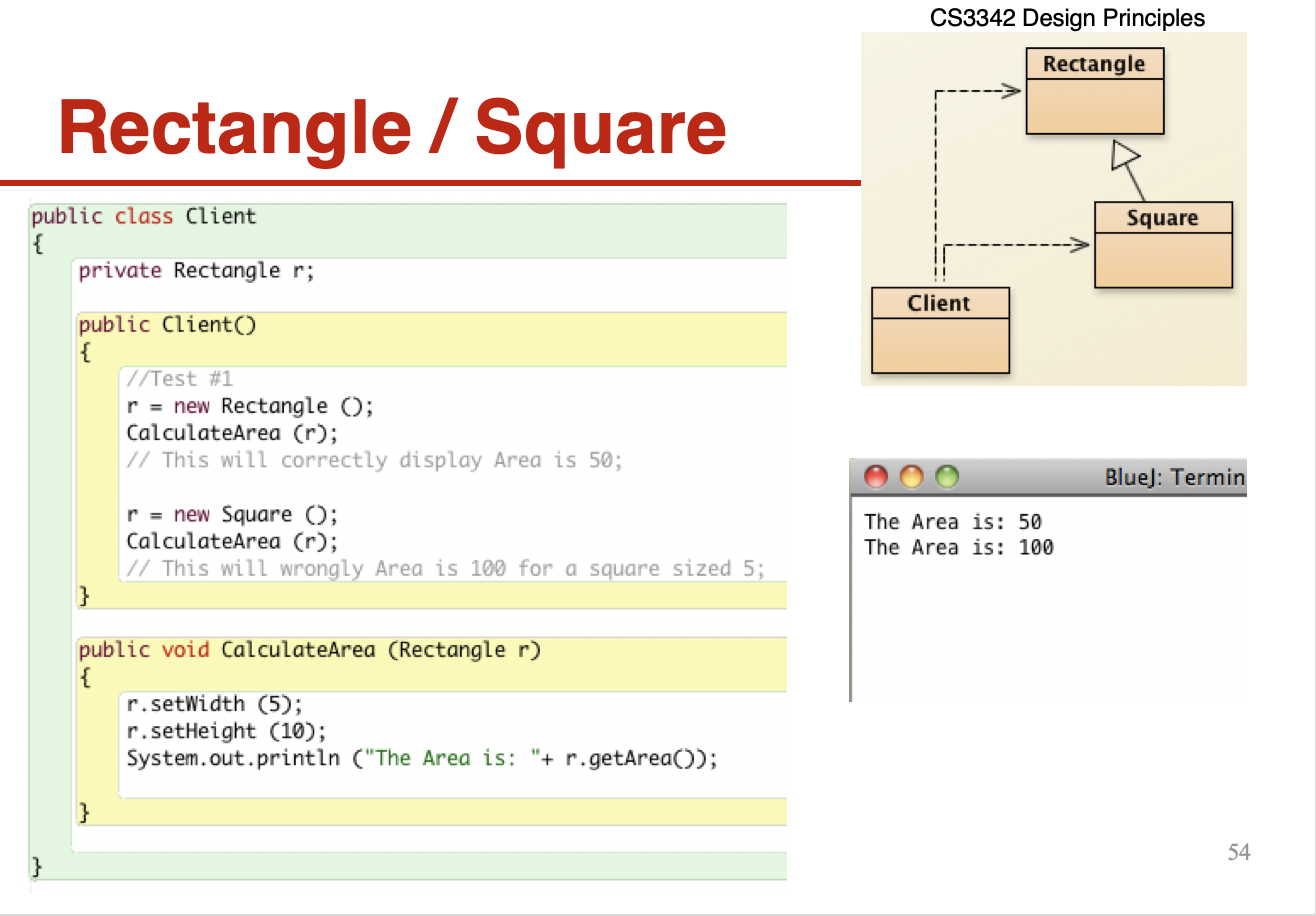 CS3342 Design Principles
Rectangle / Square
public class Client
{
private Rectangle r;
public Client()
{
//Test #1
r = new Rectangle ();
CalculateArea (r);
// This will correctly display Area is 50;
r = new Square ();
CalculateArea (r);
// This will wrongly Area is 100 for a square sized 5;
}
public void CalculateArea (Rectangle r)
{
r.setWidth (5);
r.setHeight (10);
System.out.println ("The Area is: "+ r.getArea());
}
}
Rectangle
Square
Client
BlueJ: Termin
The Area is: 50
The Area is: 100
54